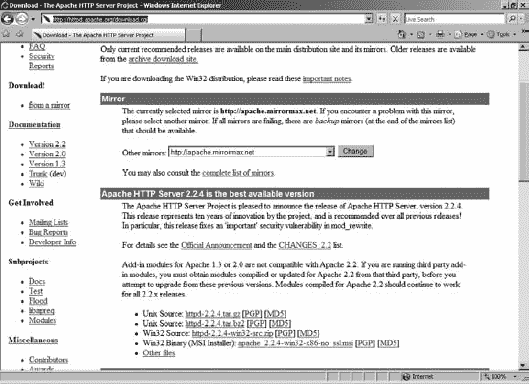 Download - The Apache HTTP Server Project - Windows Internet Explorer
http://httpd.apache.org/download.cgi
Live Search
Download - The Apache HTTP Server Project
Page
Tools
FAQ
Security
Reports
Download!
from a mirror
Documentation
Version 2.2
Version 2.0
Version 1.3
Trunk (dev)
Wiki
Get Involved
Mailing Lists
Bug Reports
Developer Info
Subprojects
Docs
Test
Flood
libapreq
Modules
Miscellaneous
Contributors
Awards
Only current recommended releases are available on the main distribution site and its mirrors. Older releases are available
from the archive download site.
If you are downloading the Win32 distribution, please read these important notes.
Mirror
The currently selected mirror is http://apache.mirrormax.net. If you encounter a problem with this mirror,
please select another mirror. If all mirrors are failing, there are backup mirrors (at the end of the mirrors list)
that should be available.
Other mirrors: http://apache.mirrormax.net Change
You may also consult the complete list of mirrors.
Apache HTTP Server 2.2.4 is the best available version
The Apache HTTP Server Project is pleased to announce the release of Apache HTTP Server. version 2.2.4.
This release represents ten years of innovation by the project, and is recommended over all previous releases!
In particular, this release fixes an 'important' security vulnerability in mod_rewrite.
For details see the Official Announcement and the CHANGES_2.2 list.
Add-in modules for Apache 1.3 or 2.0 are not compatible with Apache 2.2. If you are running third party add-
in modules, you must obtain modules compiled or updated for Apache 2.2 from that third party, before you
attempt to upgrade from these previous versions. Modules compiled for Apache 2.2 should continue to work
for all 2.2.x releases.
Unix Source: httpd-2.2.4.tar.gz [PGP] [MD5]
Unix Source: httpd-2.2.4.tar.bz2 [PGP] [MD5]
Win32 Source: httpd-2.2.4-win32-src.zip [PGP] [MD5]
Win32 Binary (MSI Installer): apache_2.2.4-win32-x86-no_ssl.msi [PGP] [MD5]
Other files
Internet
100%